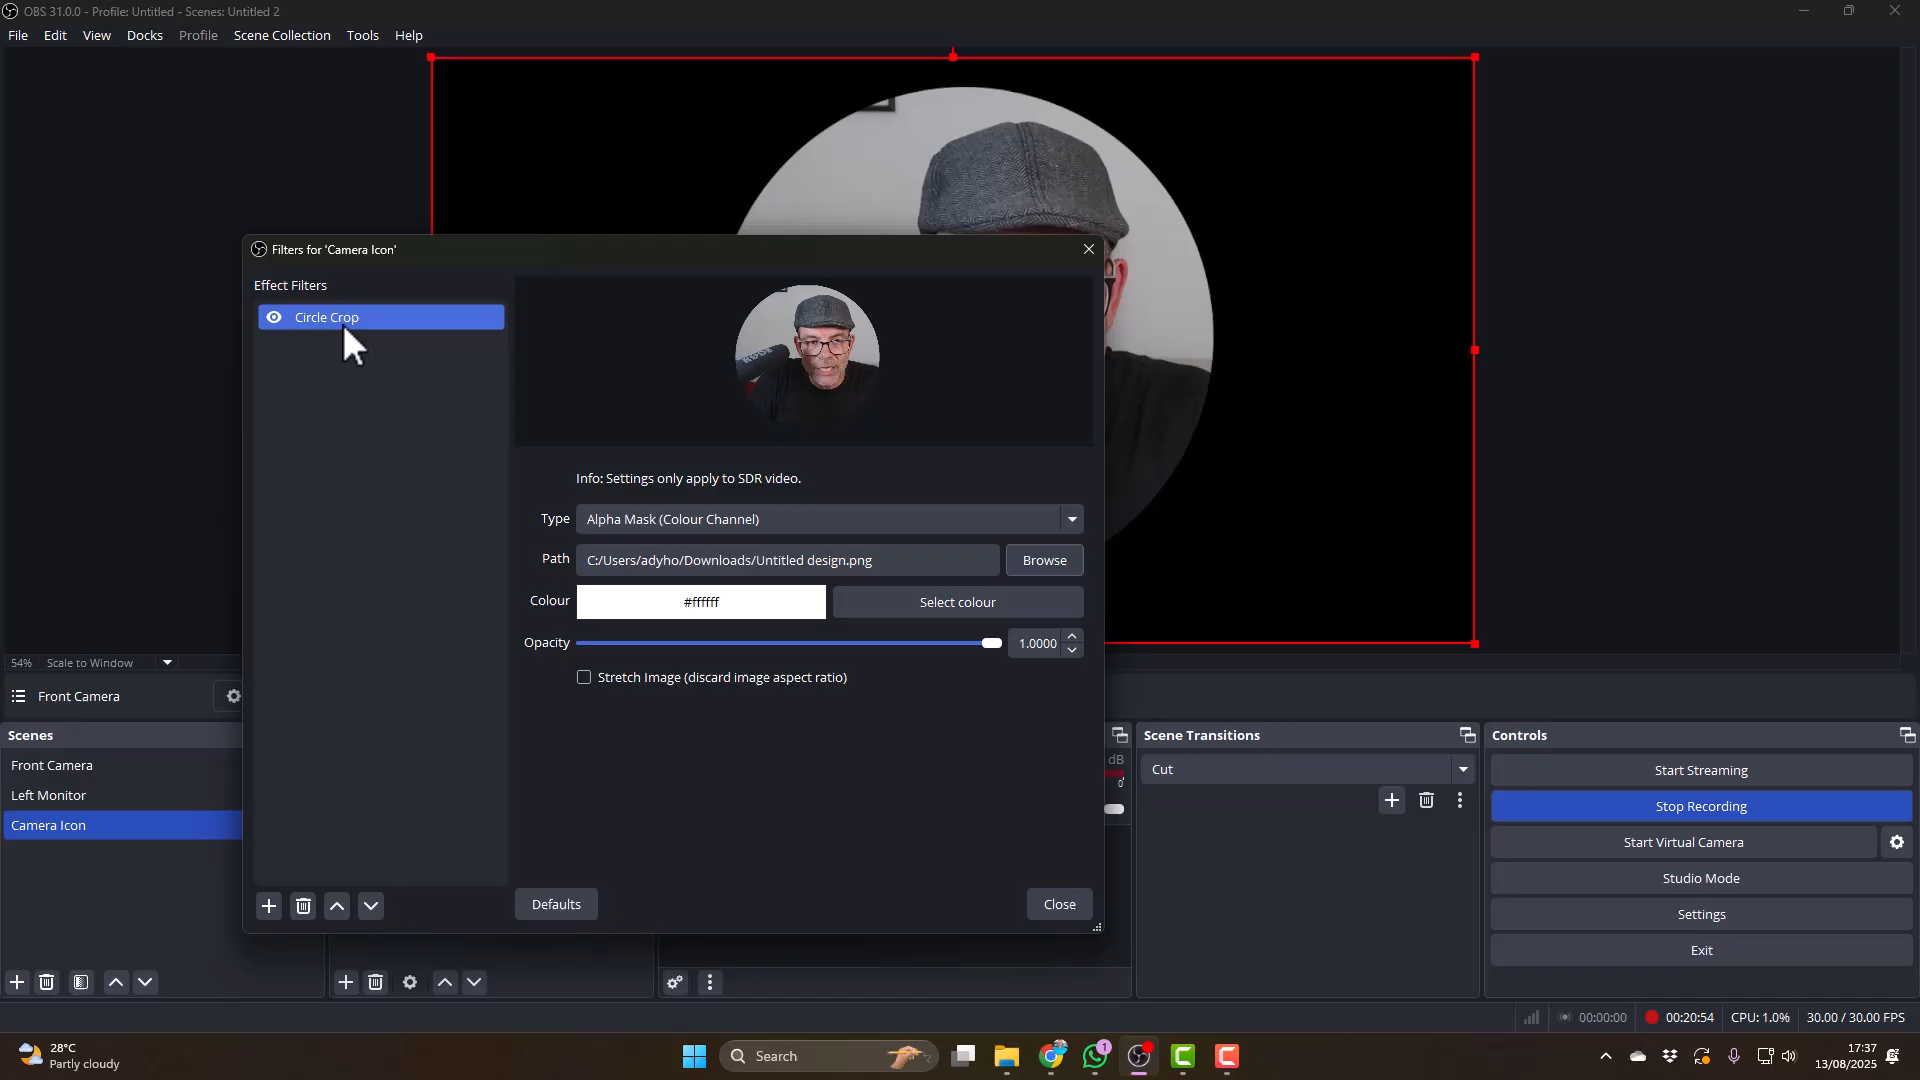 OBS 31.0.0 - Profile: Untitled - Scenes: Untitled 2
File Edit View Docks Profile Scene Collection Tools Help
Filters for 'Camera Icon'
Effect Filters
Circle Crop
RODE
Info: Settings only apply to SDR video.
Type Alpha Mask (Colour Channel)
Path C:/Users/adyho/Downloads/Untitled design.png Browse
Colour #ffffff Select colour
Opacity 1.0000
Stretch Image (discard image aspect ratio)
Defaults Close
54% Scale to Window
Front Camera
Scenes
Front Camera
Left Monitor
Camera Icon
dB
0
Scene Transitions
Cut
Controls
Start Streaming
Stop Recording
Start Virtual Camera
Studio Mode
Settings
Exit
00:00:00 00:20:54 CPU: 1.0% 30.00 / 30.00 FPS
28°C
Partly cloudy
Search
1
17:37
13/08/2025